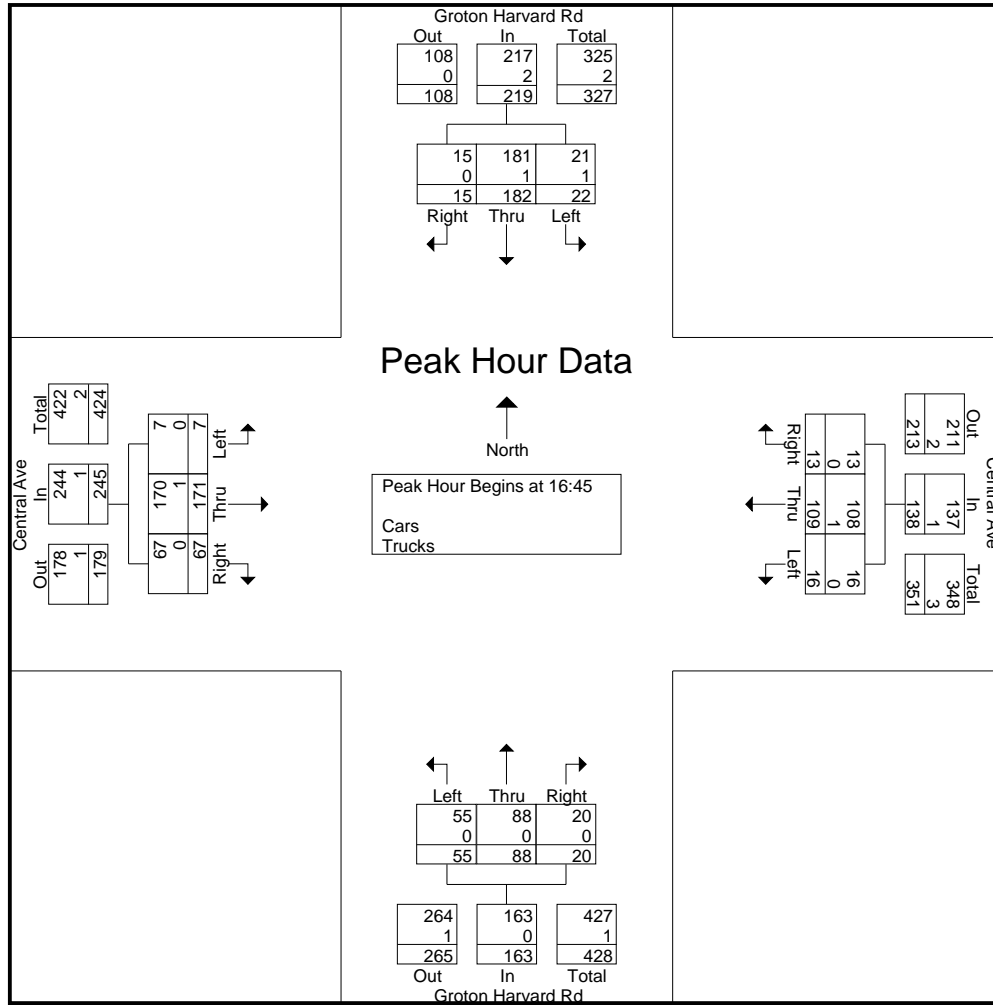 Groton Harvard Rd
Out In Total
108 217 325
0 2 2
108 219 327
15 181 21
0 1 1
15 182 22
Right Thru Left
Peak Hour Data
North
Peak Hour Begins at 16:45
Cars
Trucks
Central Ave
Total In Out
422 244 178
2 1 1
424 245 179
7 170 67
0 1 0
7 171 67
Left Thru Right
Central Ave
Out In Total
211 137 348
2 1 3
213 138 351
13 108 16
0 1 0
13 109 16
Right Thru Left
Left Thru Right
55 88 20
0 0 0
55 88 20
264 163 427
1 0 1
265 163 428
Out In Total
Groton Harvard Rd